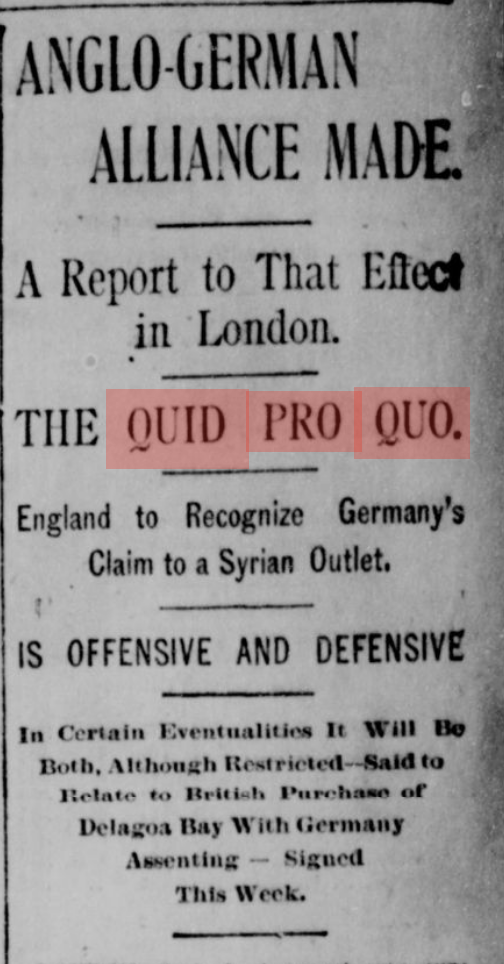 ANGLO-GERMAN
ALLIANCE MADE.
A Report to That Effect
in London.
THE QUID PRO QUO.
England to Recognize Germany's
Claim to a Syrian Outlet.
IS OFFENSIVE AND DEFENSIVE
In Certain Eventualities It Will Be
Both, Although Restricted—Said to
Relate to British Purchase of
Delagoa Bay With Germany
Assenting — Signed
This Week.